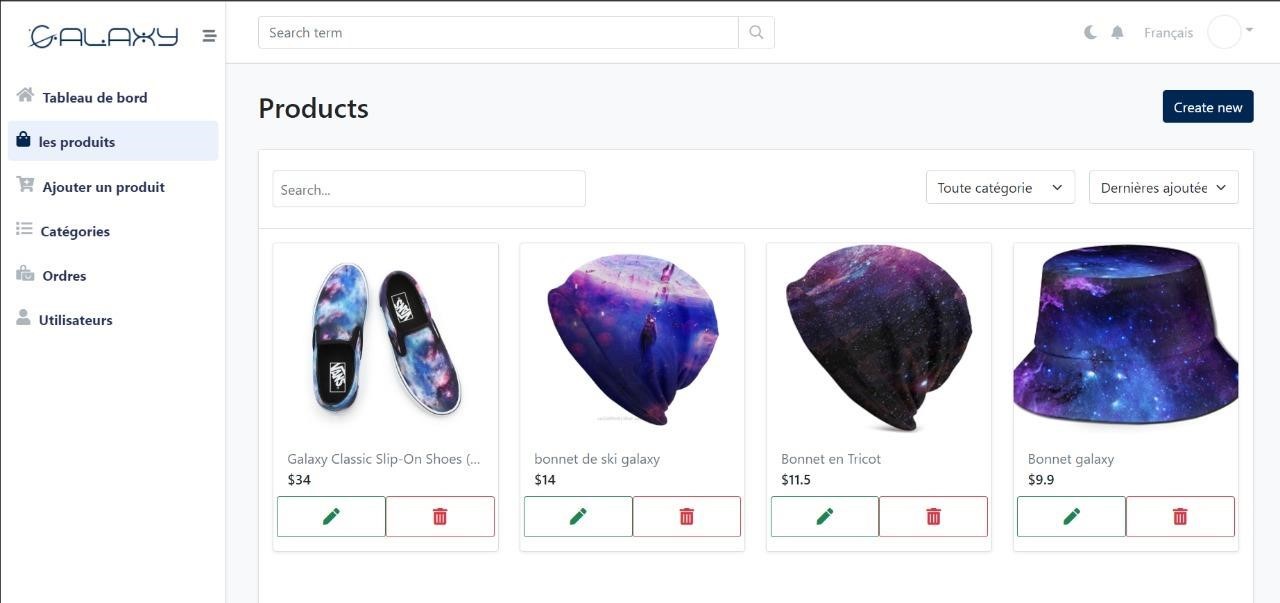 GALAXY
Search term
Français
Tableau de bord
les produits
Ajouter un produit
Catégories
Ordres
Utilisateurs
Products
Create new
Search...
Toute catégorie
Dernières ajoutée
VANS
VANS
Galaxy Classic Slip-On Shoes (...
$34
bonnet de ski galaxy
$14
Bonnet en Tricot
$11.5
Bonnet galaxy
$9.9